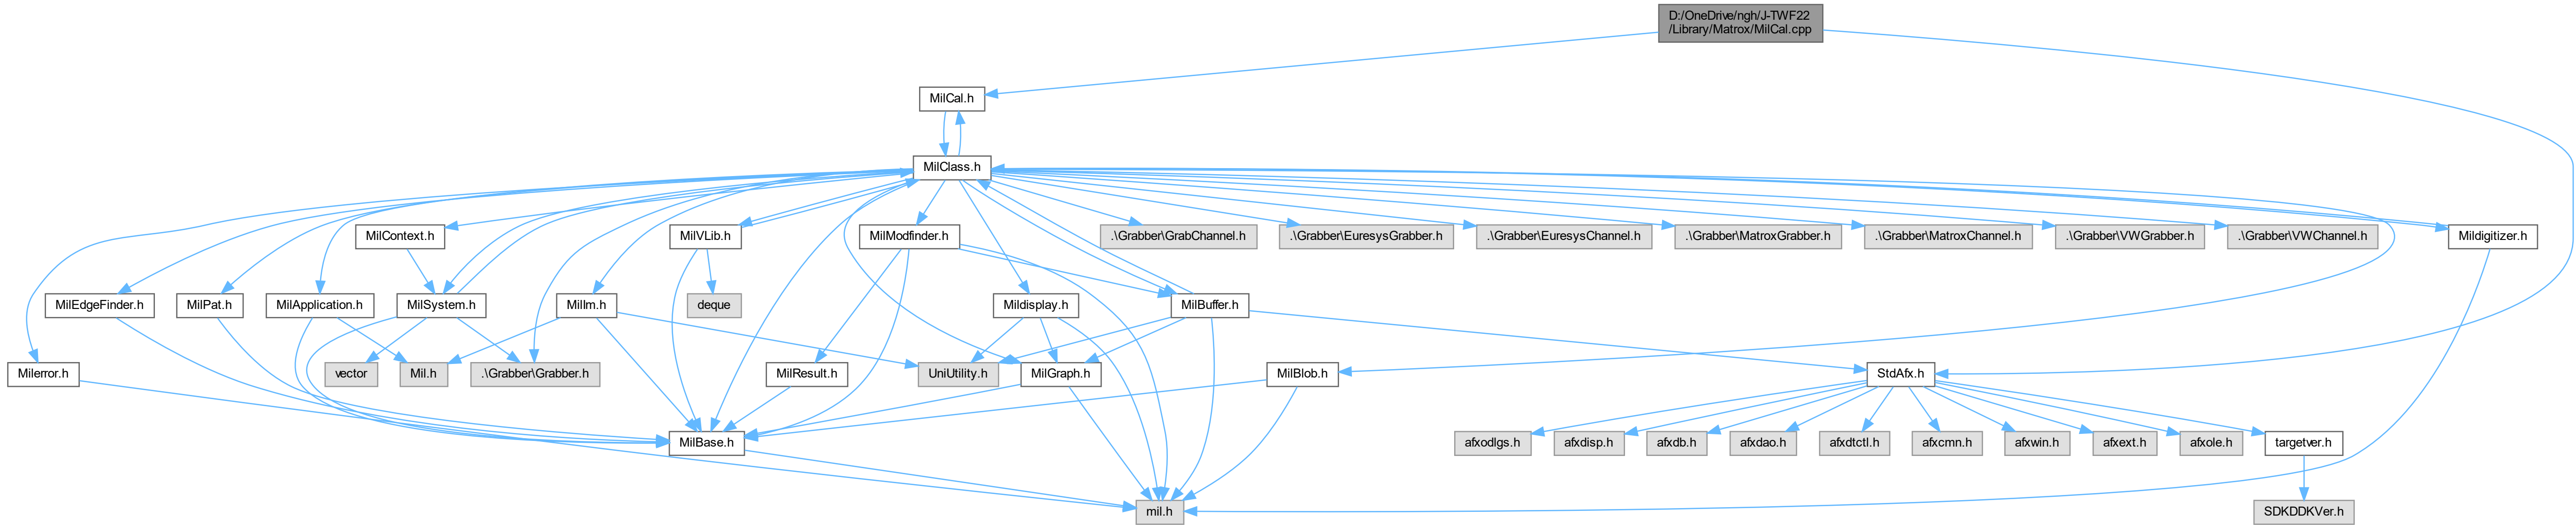 D:/OneDrive/ngh/J-TWF22
/Library/Matrox/MilCal.cpp
MilCal.h
MilClass.h
MilContext.h
MilVLib.h
MilModfinder.h
.\Grabber\GrabChannel.h
.\Grabber\EuresysGrabber.h
.\Grabber\EuresysChannel.h
.\Grabber\MatroxGrabber.h
.\Grabber\MatroxChannel.h
.\Grabber\VWGrabber.h
.\Grabber\VWChannel.h
Mildigitizer.h
MilEdgeFinder.h
MilPat.h
MilApplication.h
MilSystem.h
MilIm.h
deque
Mildisplay.h
MilBuffer.h
Milerror.h
vector
Mil.h
.\Grabber\Grabber.h
MilResult.h
UniUtility.h
MilGraph.h
MilBlob.h
StdAfx.h
MilBase.h
afxodlgs.h
afxdisp.h
afxdb.h
afxdao.h
afxdtctl.h
afxcmn.h
afxwin.h
afxext.h
afxole.h
targetver.h
mil.h
SDKDDKVer.h